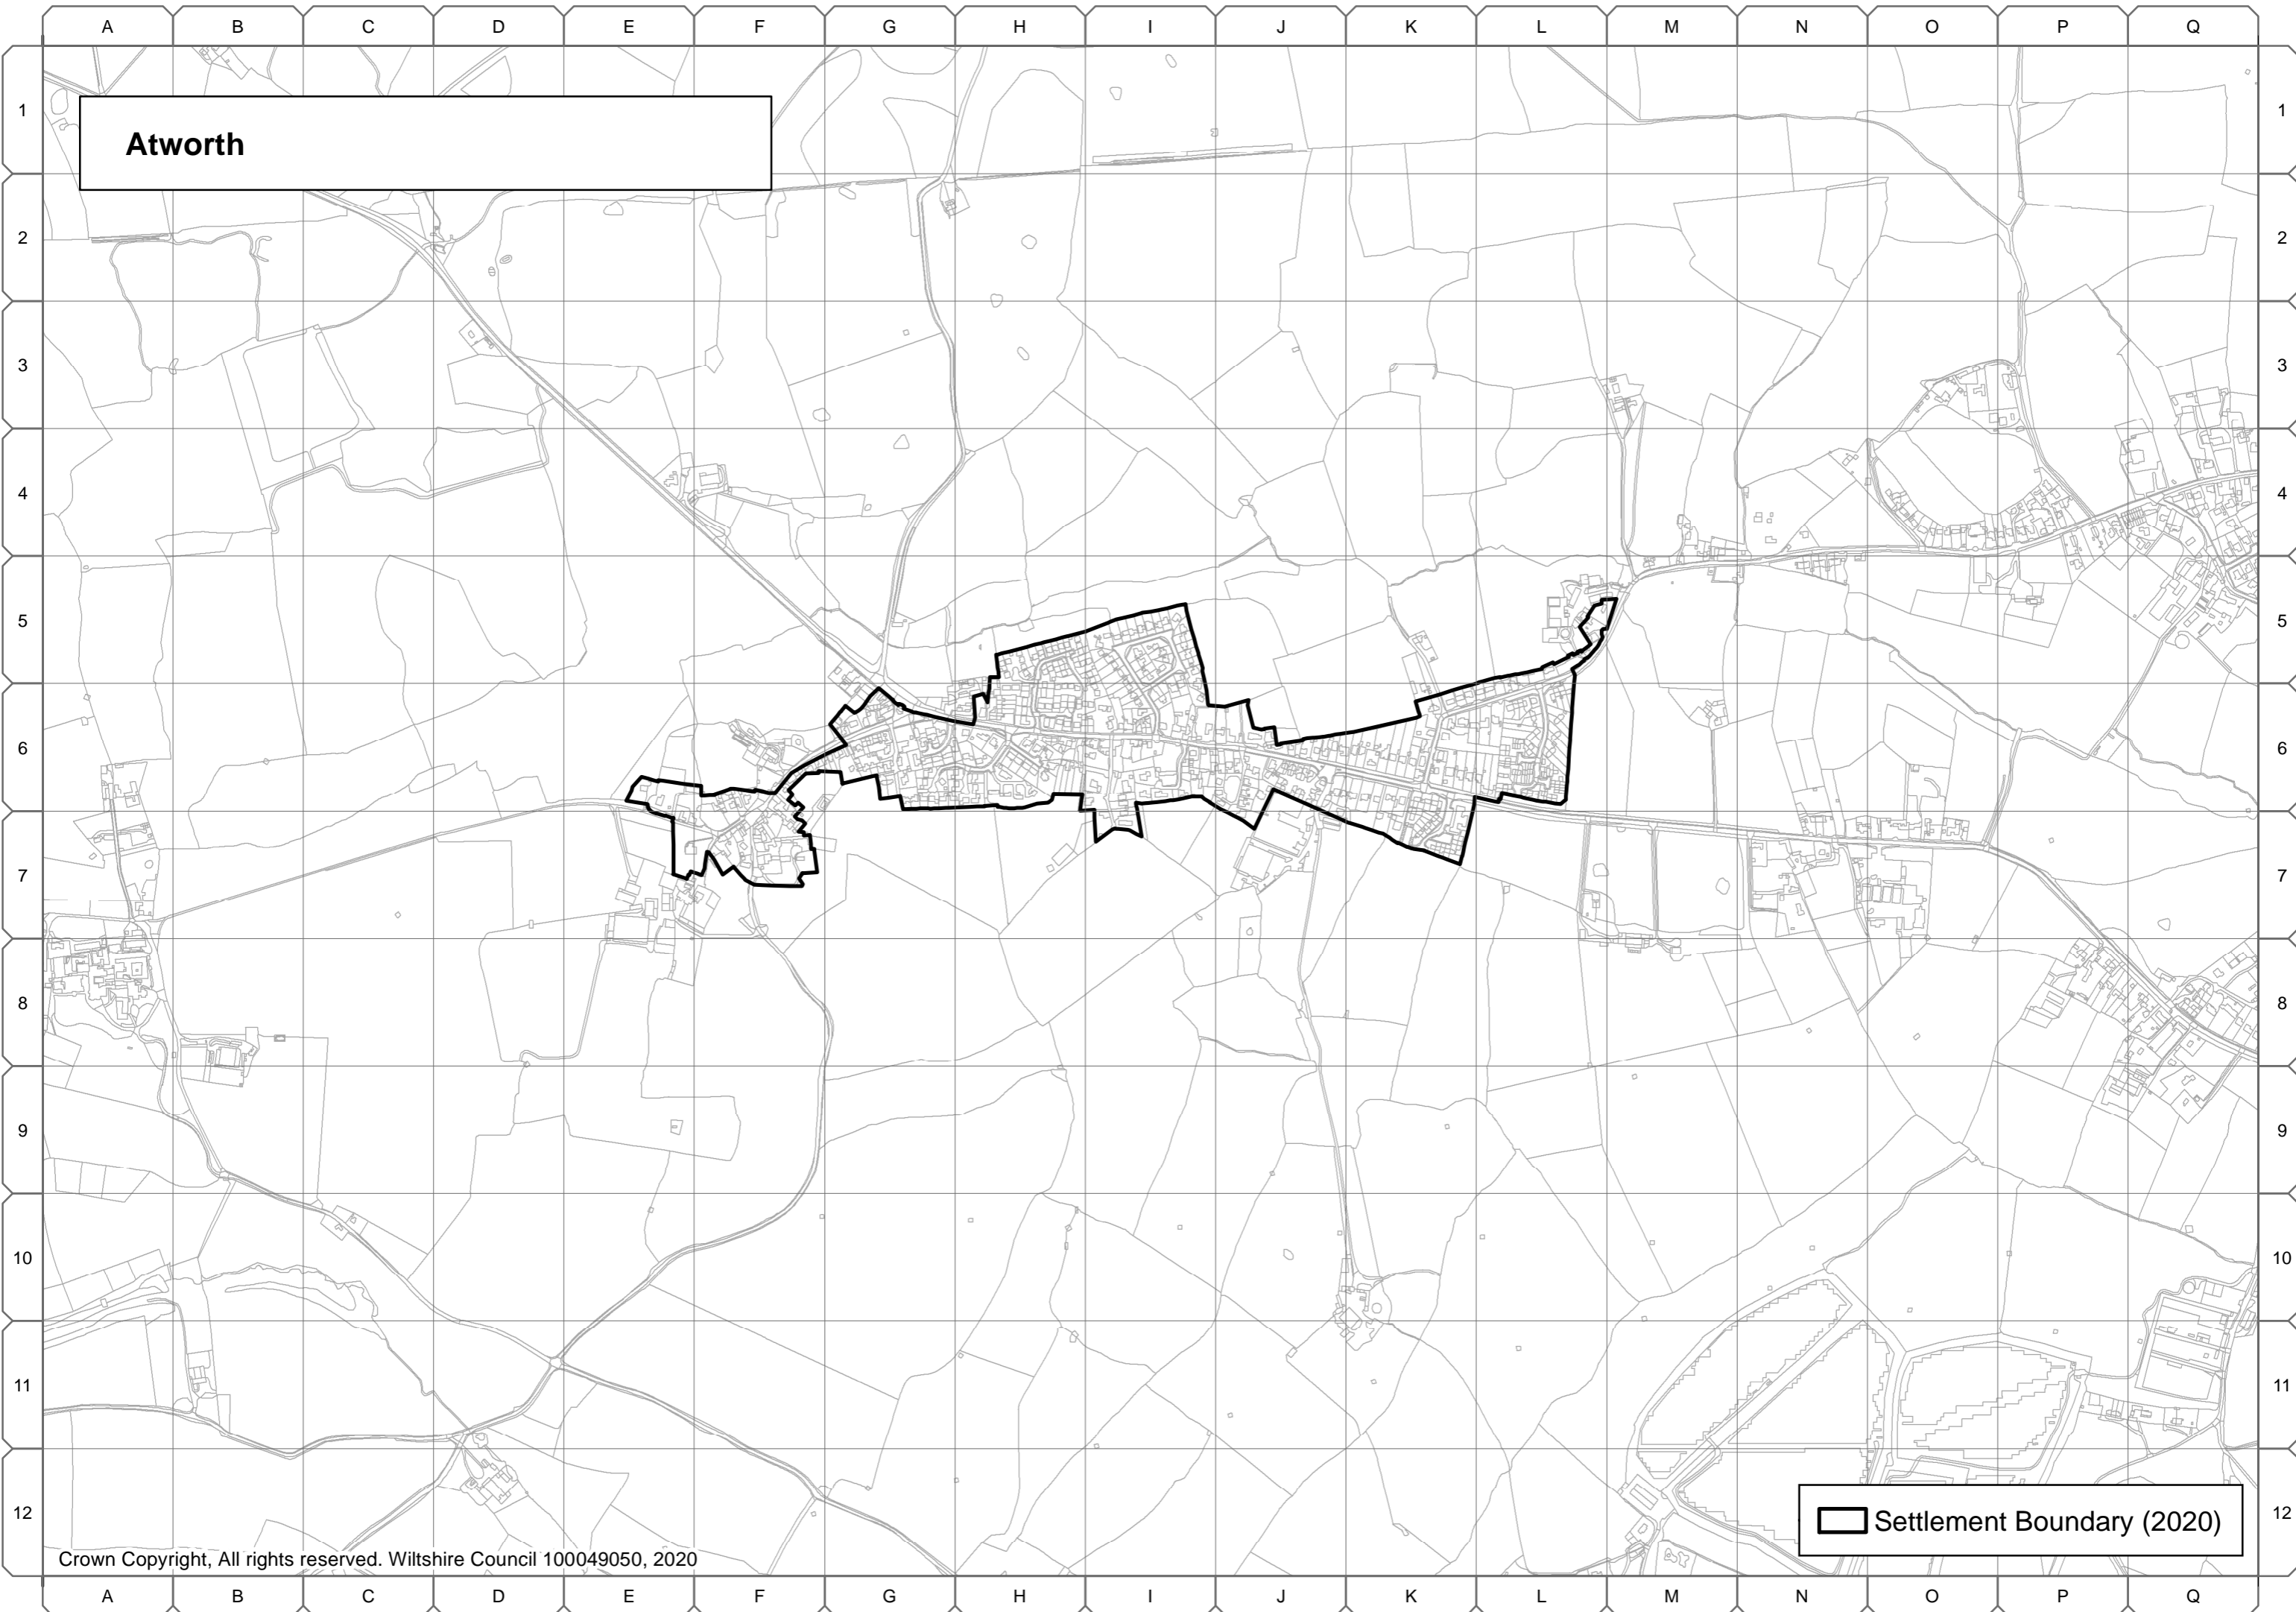 A B C D E F G H I J K L M N O P Q
1 1
Atworth
2 2
3 3
4 4
5 5
6 6
7 7
8 8
9 9
10 10
11 11
12 12
Settlement Boundary (2020)
Crown Copyright, All rights reserved. Wiltshire Council 100049050, 2020
A B C D E F G H I J K L M N O P Q